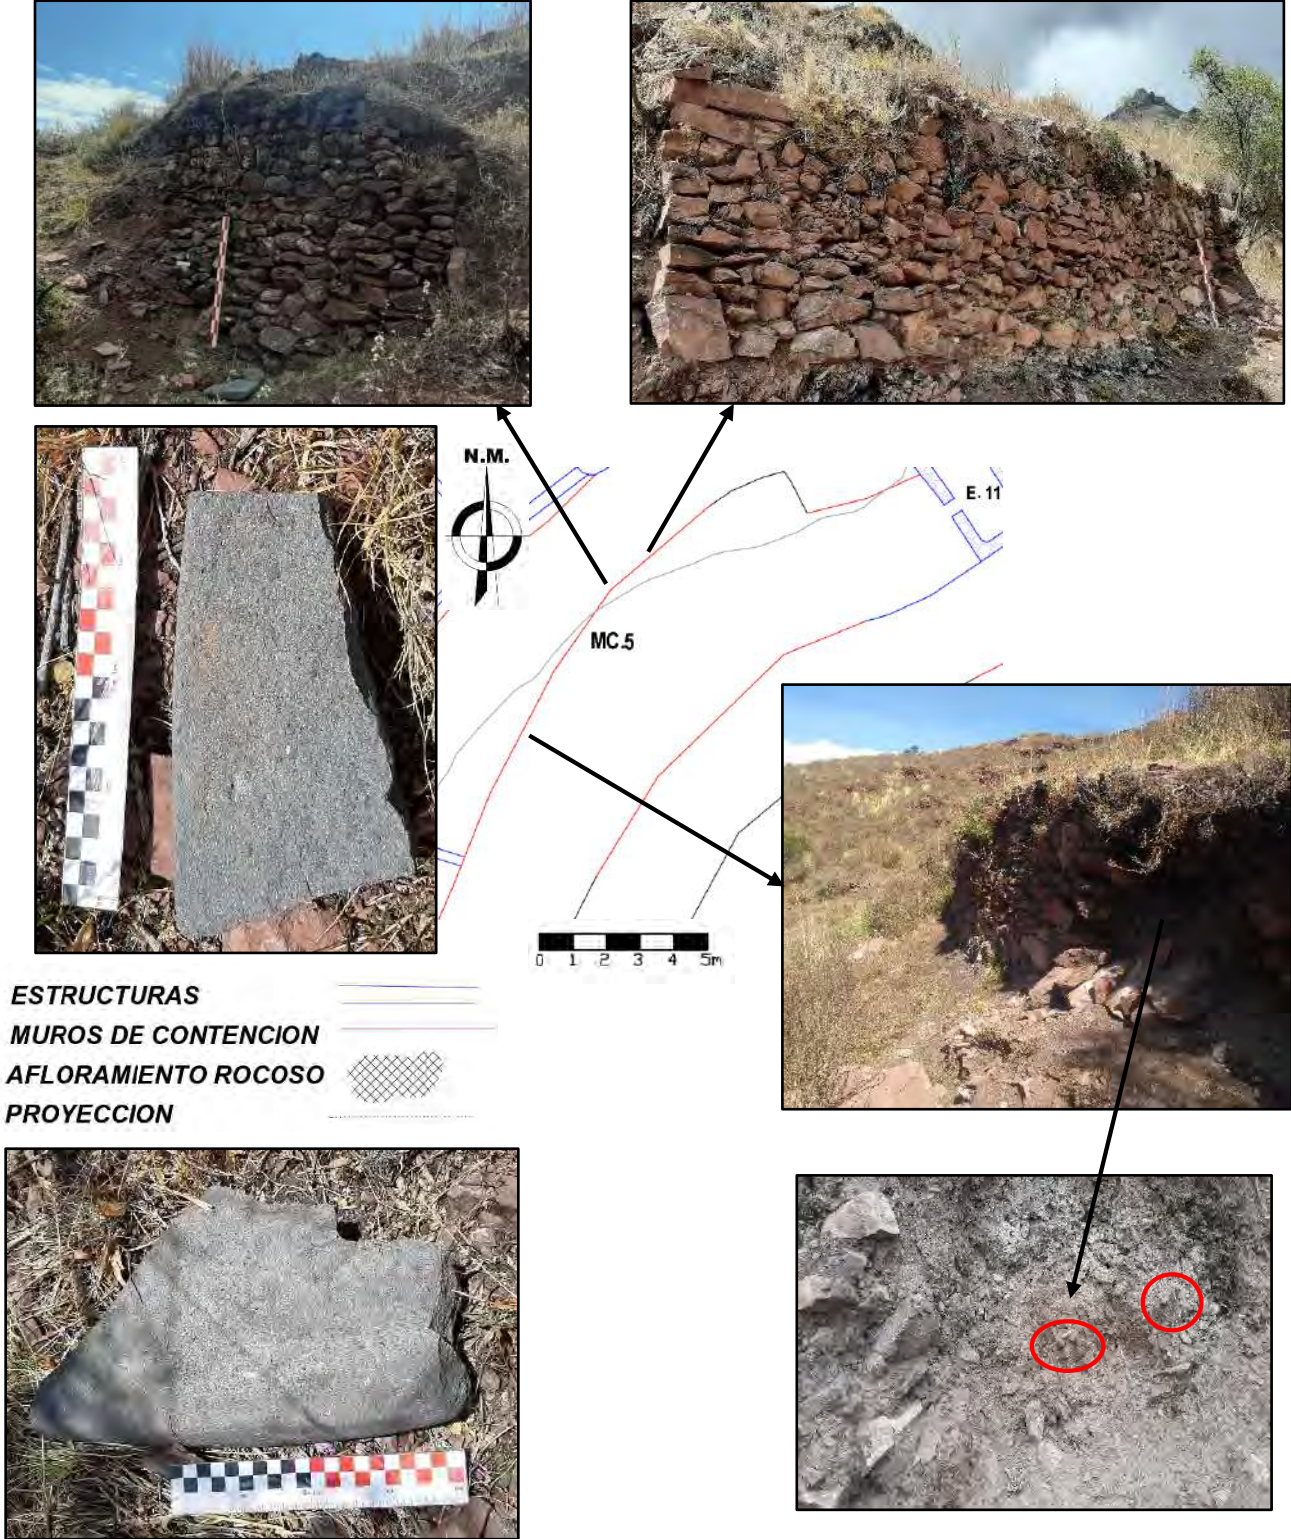 N.M.
E. 11
MC.5
0 1 2 3 4 5m
ESTRUCTURAS
MUROS DE CONTENCION
AFLORAMIENTO ROCOSO
PROYECCION